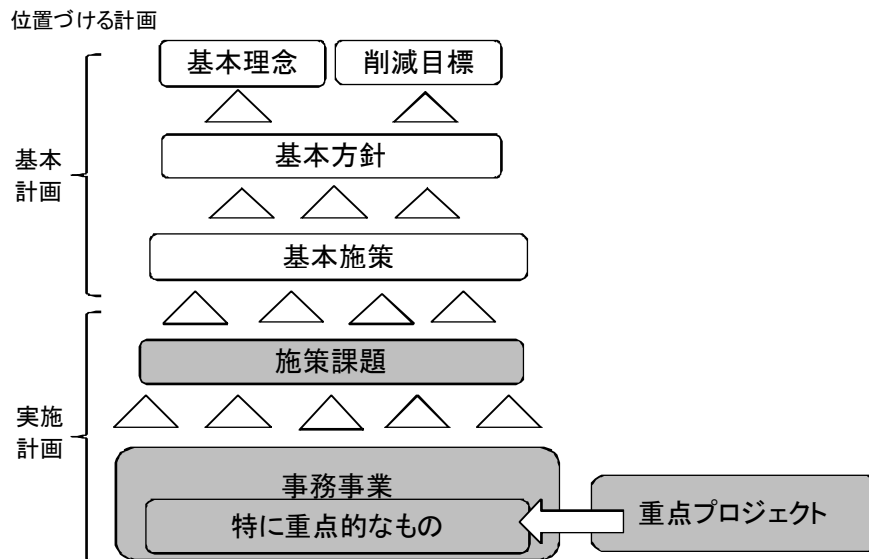 位置づける計画
基本理念
削減目標
基本方針
基本
計画
基本施策
施策課題
実施
計画
事務事業
特に重点的なもの
重点プロジェクト